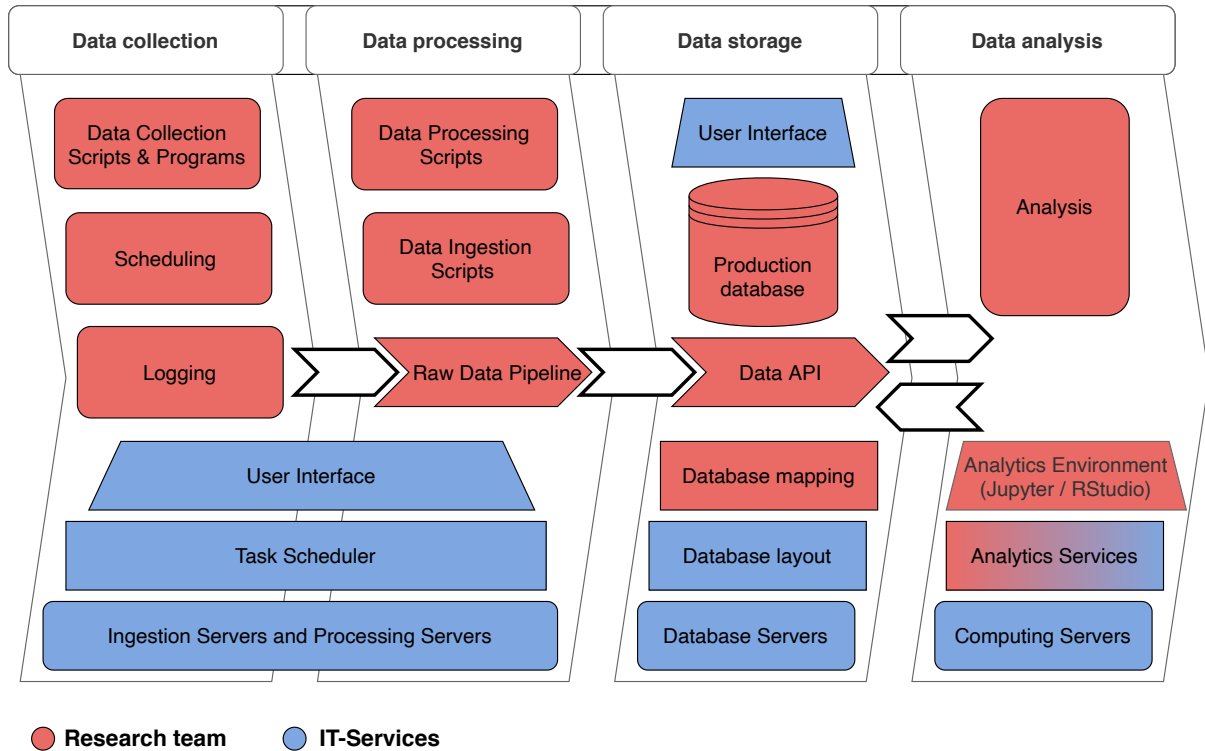 Data collection
Data processing
Data storage
Data analysis
Data Collection
Scripts & Programs
Scheduling
Logging
Data Processing
Scripts
Data Ingestion
Scripts
Raw Data Pipeline
User Interface
Task Scheduler
Ingestion Servers and Processing Servers
User Interface
Production
database
Data API
Database mapping
Database layout
Database Servers
Analysis
Analytics Environment
(Jupyter / RStudio)
Analytics Services
Computing Servers
Research team
IT-Services